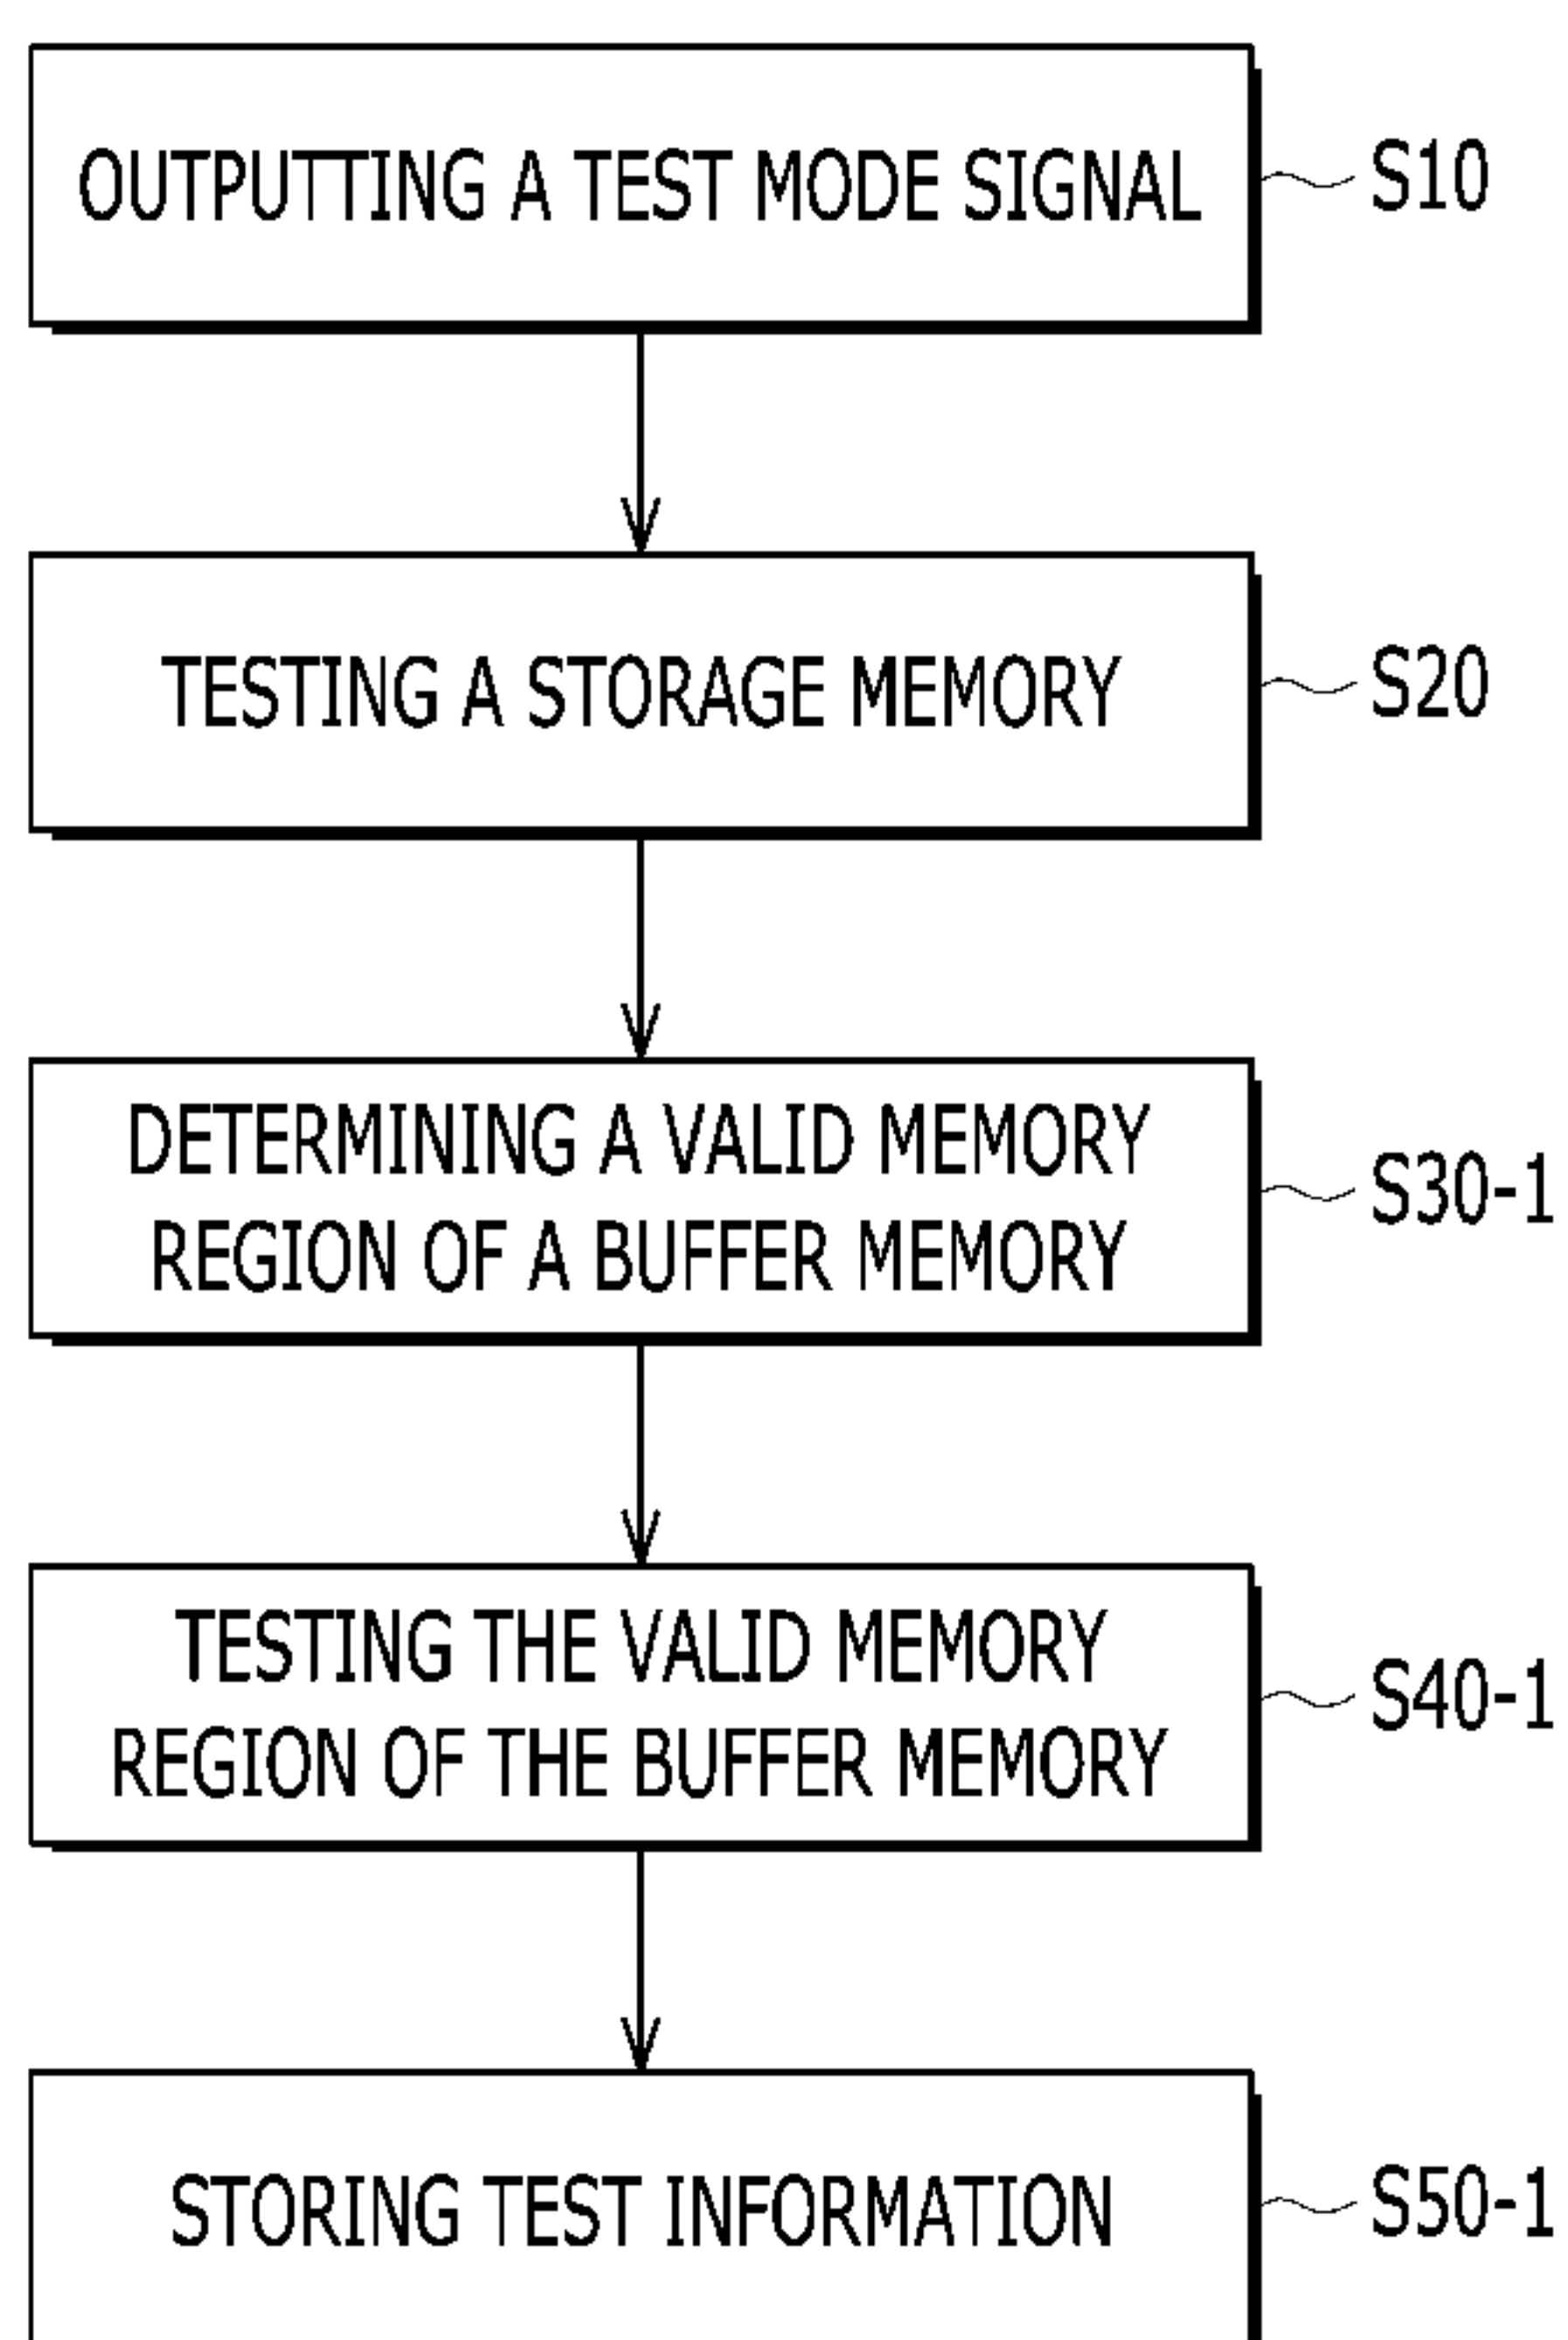 OUTPUTTING A TEST MODE SIGNAL
S10
TESTING A STORAGE MEMORY
S20
DETERMINING A VALID MEMORY
REGION OF A BUFFER MEMORY
S30-1
TESTING THE VALID MEMORY
REGION OF THE BUFFER MEMORY
S40-1
STORING TEST INFORMATION
S50-1